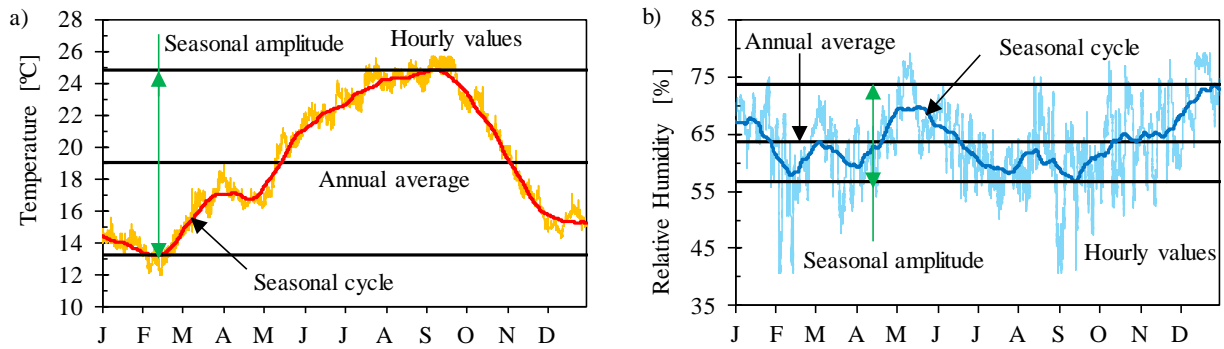 a)
Temperature [ºC]
28
26
24
22
20
18
16
14
12
10
Seasonal amplitude
Hourly values
Annual average
Seasonal cycle
J F M A M J J A S O N D
b)
Relative Humidity [%]
85
75
65
55
45
35
Annual average
Seasonal cycle
Seasonal amplitude
Hourly values
J F M A M J J A S O N D